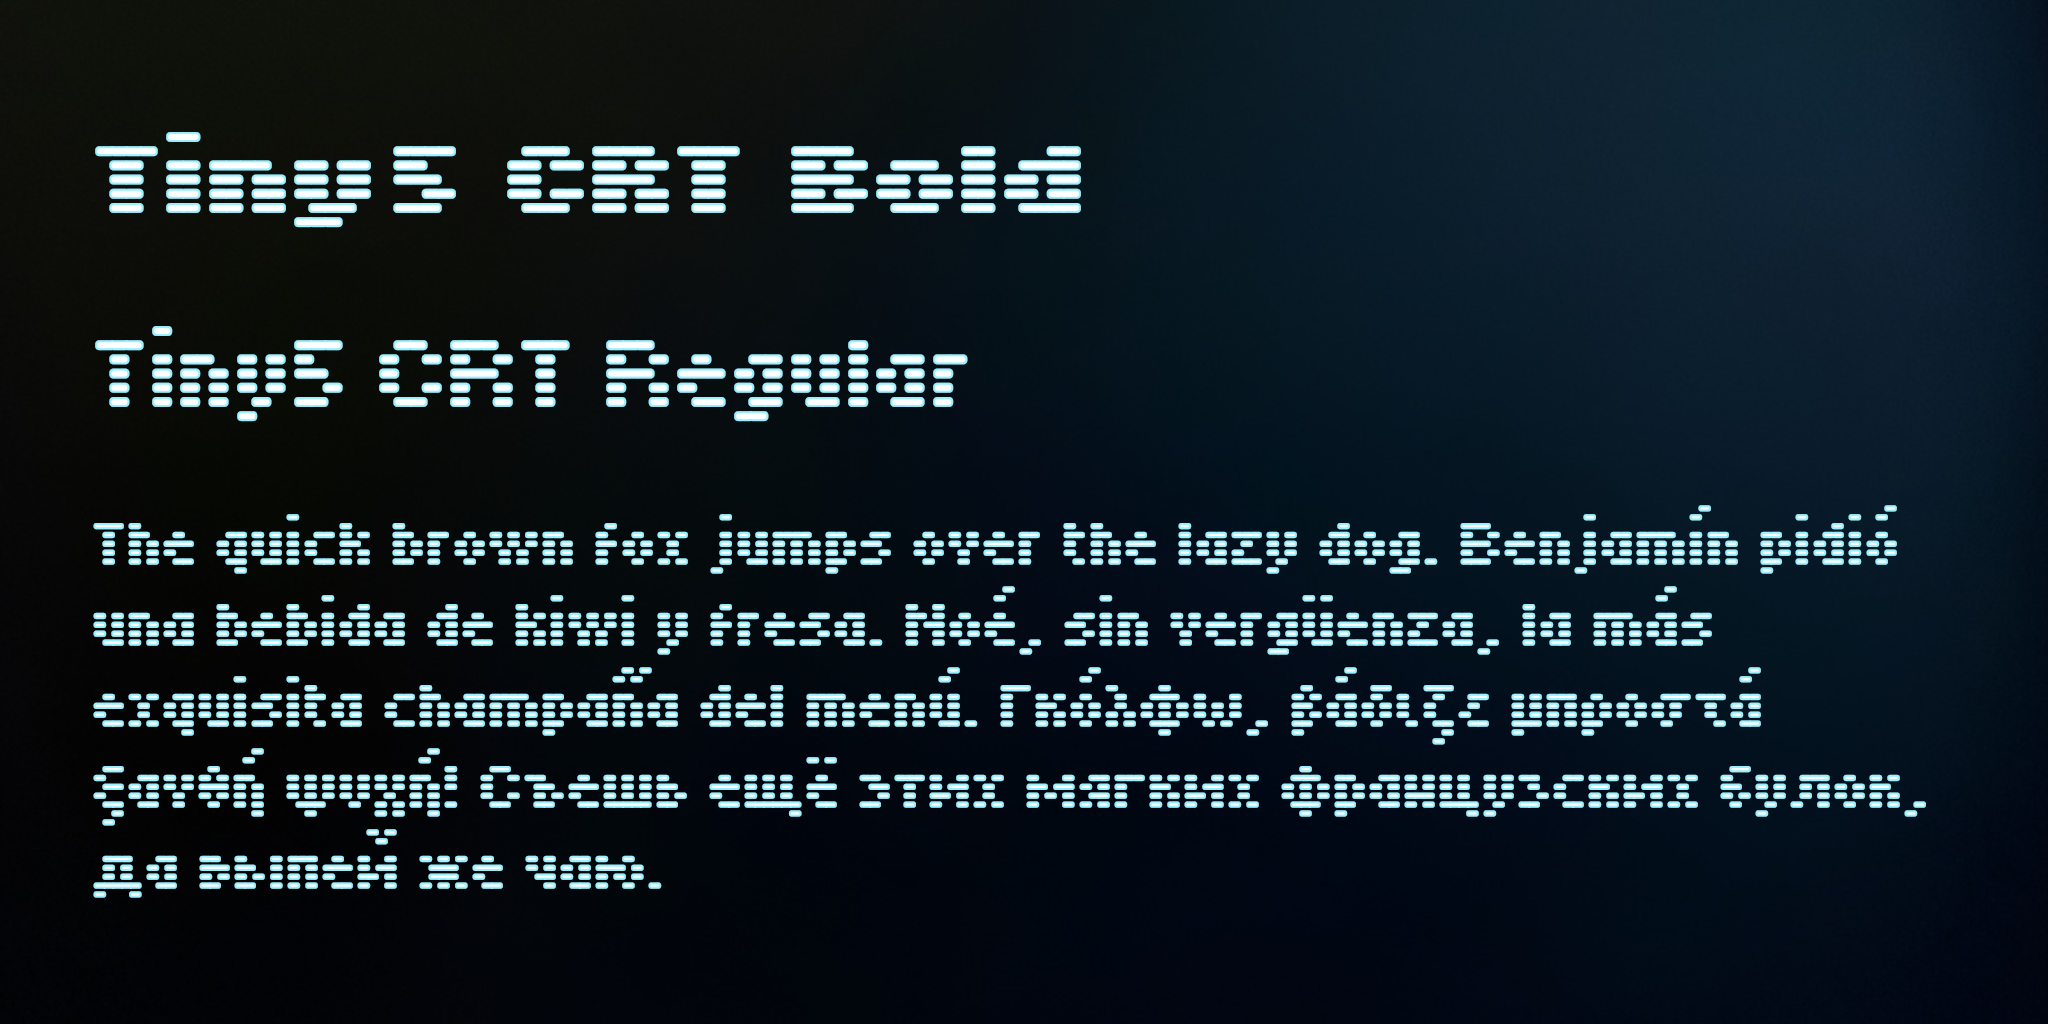 Tiny5 CRT Bold
Tiny5 CRT Regular
The quick brown fox jumps over the lazy dog. Benjamín pidió
una bebida de kiwi y fresa. Noé, sin vergüenza, la más
exquisita champaña del menú. Γκόλφω, βάδιζε μπροστά
ξανθή ψυχή! Съешь ещё этих мягких французских булок,
да выпей же чаю.